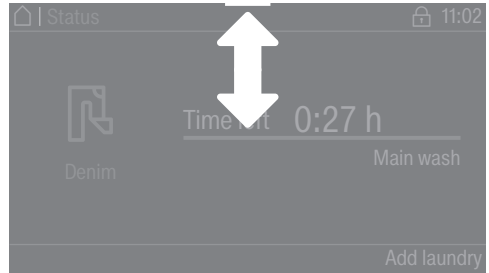 Status 11:02
Time left 0:27 h
Denim
Main wash
Add laundry